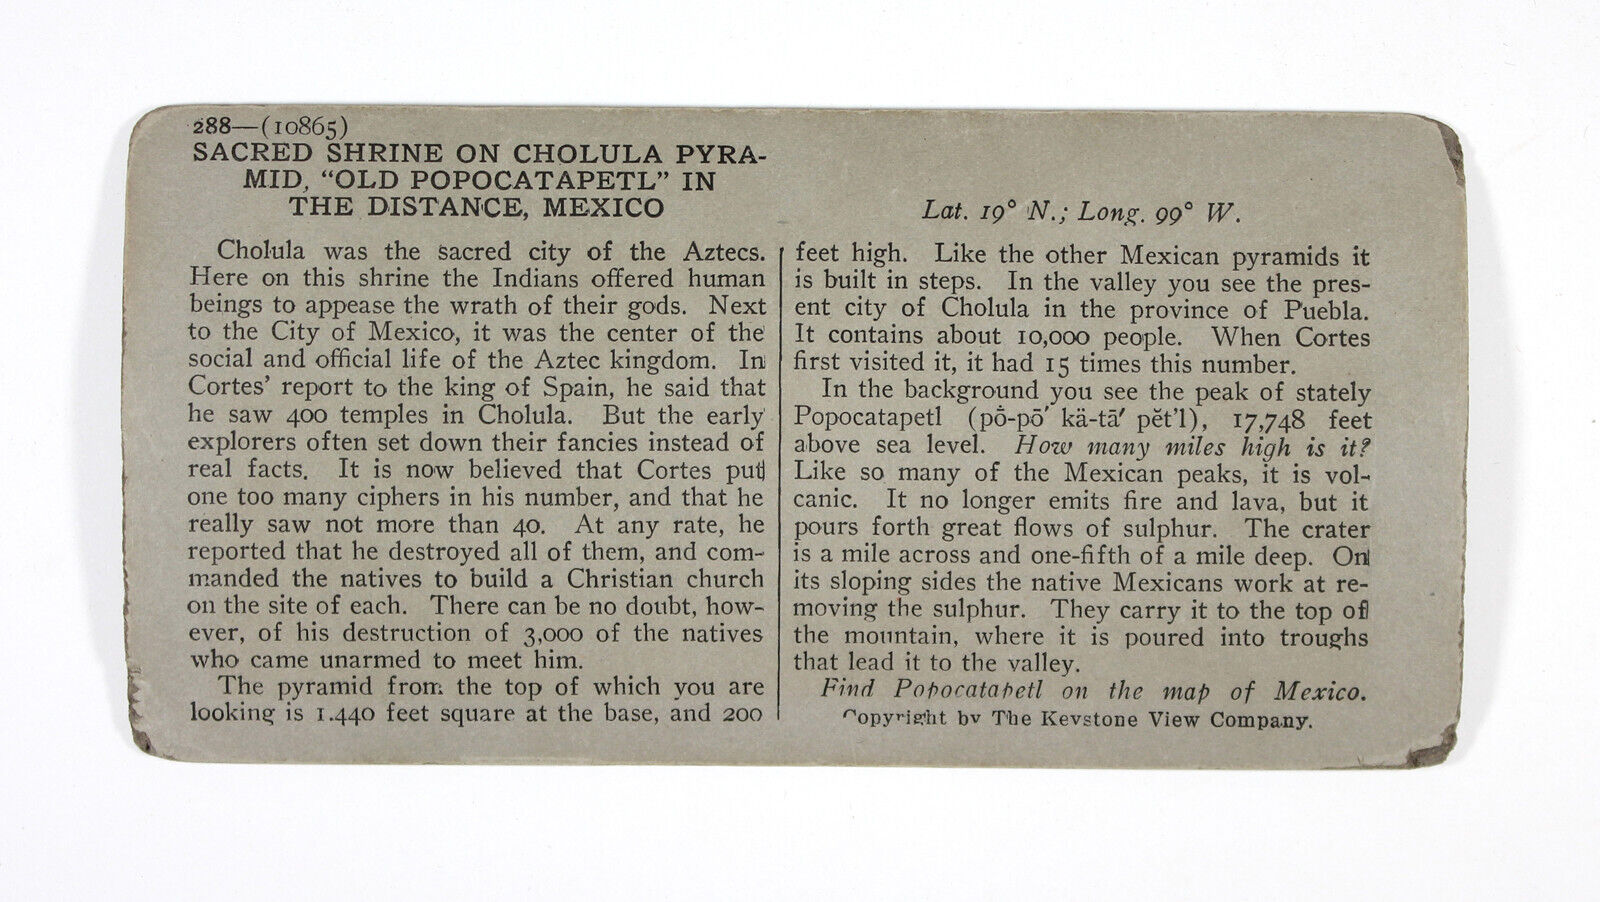 288—(10865)
SACRED SHRINE ON CHOLULA PYRA-
MID, “OLD POPOCATAPETL” IN
THE DISTANCE, MEXICO
Cholula was the sacred city of the Aztecs.
Here on this shrine the Indians offered human
beings to appease the wrath of their gods. Next
to the City of Mexico, it was the center of the
social and official life of the Aztec kingdom. In
Cortes’ report to the king of Spain, he said that
he saw 400 temples in Cholula. But the early
explorers often set down their fancies instead of
real facts. It is now believed that Cortes put
one too many ciphers in his number, and that he
really saw not more than 40. At any rate, he
reported that he destroyed all of them, and com-
manded the natives to build a Christian church
on the site of each. There can be no doubt, how-
ever, of his destruction of 3,000 of the natives
who came unarmed to meet him.
The pyramid from the top of which you are
looking is 1.440 feet square at the base, and 200
Lat. 19° N.; Long. 99° W.
feet high. Like the other Mexican pyramids it
is built in steps. In the valley you see the pres-
ent city of Cholula in the province of Puebla.
It contains about 10,000 people. When Cortes
first visited it, it had 15 times this number.
In the background you see the peak of stately
Popocatapetl (pō̍-pō′ kä-tā′ pĕt’l), 17,748 feet
above sea level. How many miles high is it?
Like so many of the Mexican peaks, it is vol-
canic. It no longer emits fire and lava, but it
pours forth great flows of sulphur. The crater
is a mile across and one-fifth of a mile deep. On
its sloping sides the native Mexicans work at re-
moving the sulphur. They carry it to the top of
the mountain, where it is poured into troughs
that lead it to the valley.
Find Popocatapetl on the map of Mexico.
Copyright by The Keystone View Company.